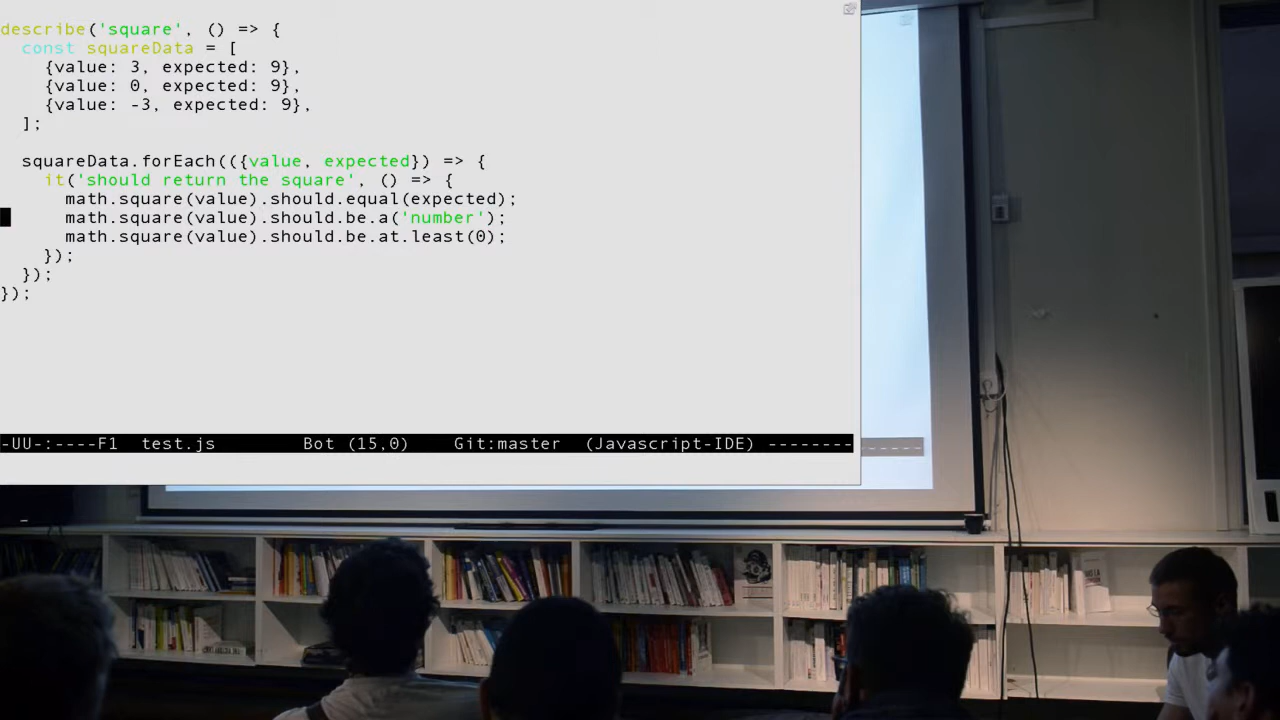 describe('square', () => {
  const squareData = [
    {value: 3, expected: 9},
    {value: 0, expected: 9},
    {value: -3, expected: 9},
  ];
  squareData.forEach(({value, expected}) => {
    it('should return the square', () => {
      math.square(value).should.equal(expected);
      math.square(value).should.be.a('number');
      math.square(value).should.be.at.least(0);
    });
  });
});
-UU-:----F1 test.js Bot (15,0) Git:master (Javascript-IDE) --------